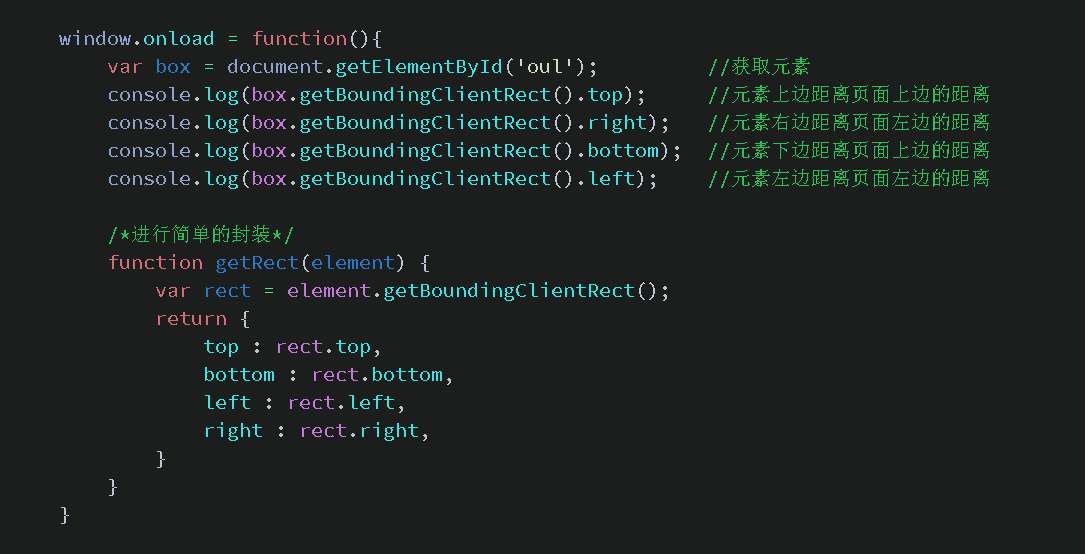 window.onload = function(){
    var box = document.getElementById('oul');         //获取元素
    console.log(box.getBoundingClientRect().top);     //元素上边距离页面上边的距离
    console.log(box.getBoundingClientRect().right);   //元素右边距离页面左边的距离
    console.log(box.getBoundingClientRect().bottom);  //元素下边距离页面上边的距离
    console.log(box.getBoundingClientRect().left);    //元素左边距离页面左边的距离
    /*进行简单的封装*/
    function getRect(element) {
        var rect = element.getBoundingClientRect();
        return {
            top : rect.top,
            bottom : rect.bottom,
            left : rect.left,
            right : rect.right,
        }
    }
}